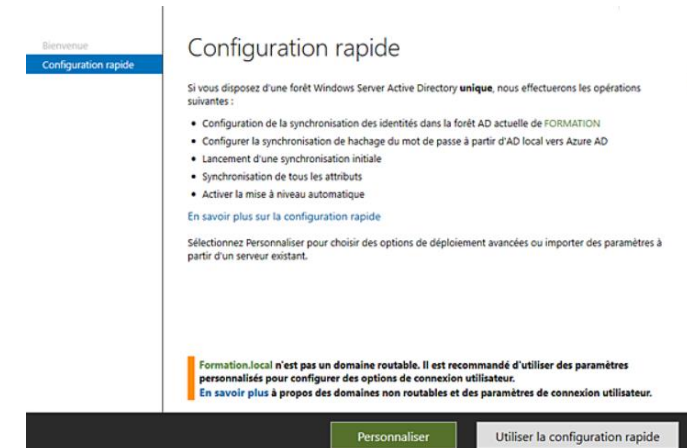 Bienvenue
Configuration rapide
Configuration rapide
Si vous disposez d'une forêt Windows Server Active Directory unique, nous effectuerons les opérations
suivantes :
• Configuration de la synchronisation des identités dans la forêt AD actuelle de FORMATION
• Configurer la synchronisation de hachage du mot de passe à partir d'AD local vers Azure AD
• Lancement d'une synchronisation initiale
• Synchronisation de tous les attributs
• Activer la mise à niveau automatique
En savoir plus sur la configuration rapide
Sélectionnez Personnaliser pour choisir des options de déploiement avancées ou importer des paramètres à
partir d'un serveur existant.
Formation.local n'est pas un domaine routable. Il est recommandé d'utiliser des paramètres
personnalisés pour configurer des options de connexion utilisateur.
En savoir plus à propos des domaines non routables et des paramètres de connexion utilisateur.
Personnaliser
Utiliser la configuration rapide